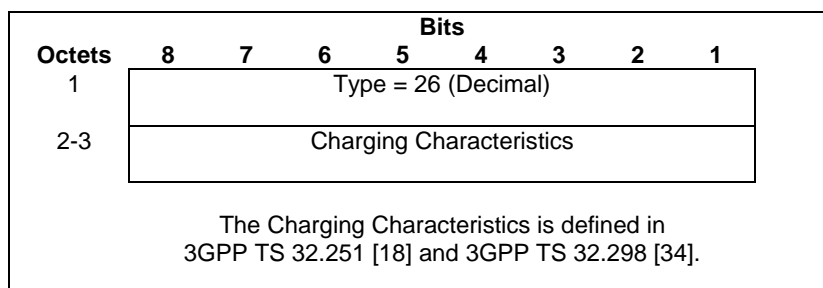 Bits
Octets 8 7 6 5 4 3 2 1
1 Type = 26 (Decimal)
2-3 Charging Characteristics
The Charging Characteristics is defined in
3GPP TS 32.251 [18] and 3GPP TS 32.298 [34].